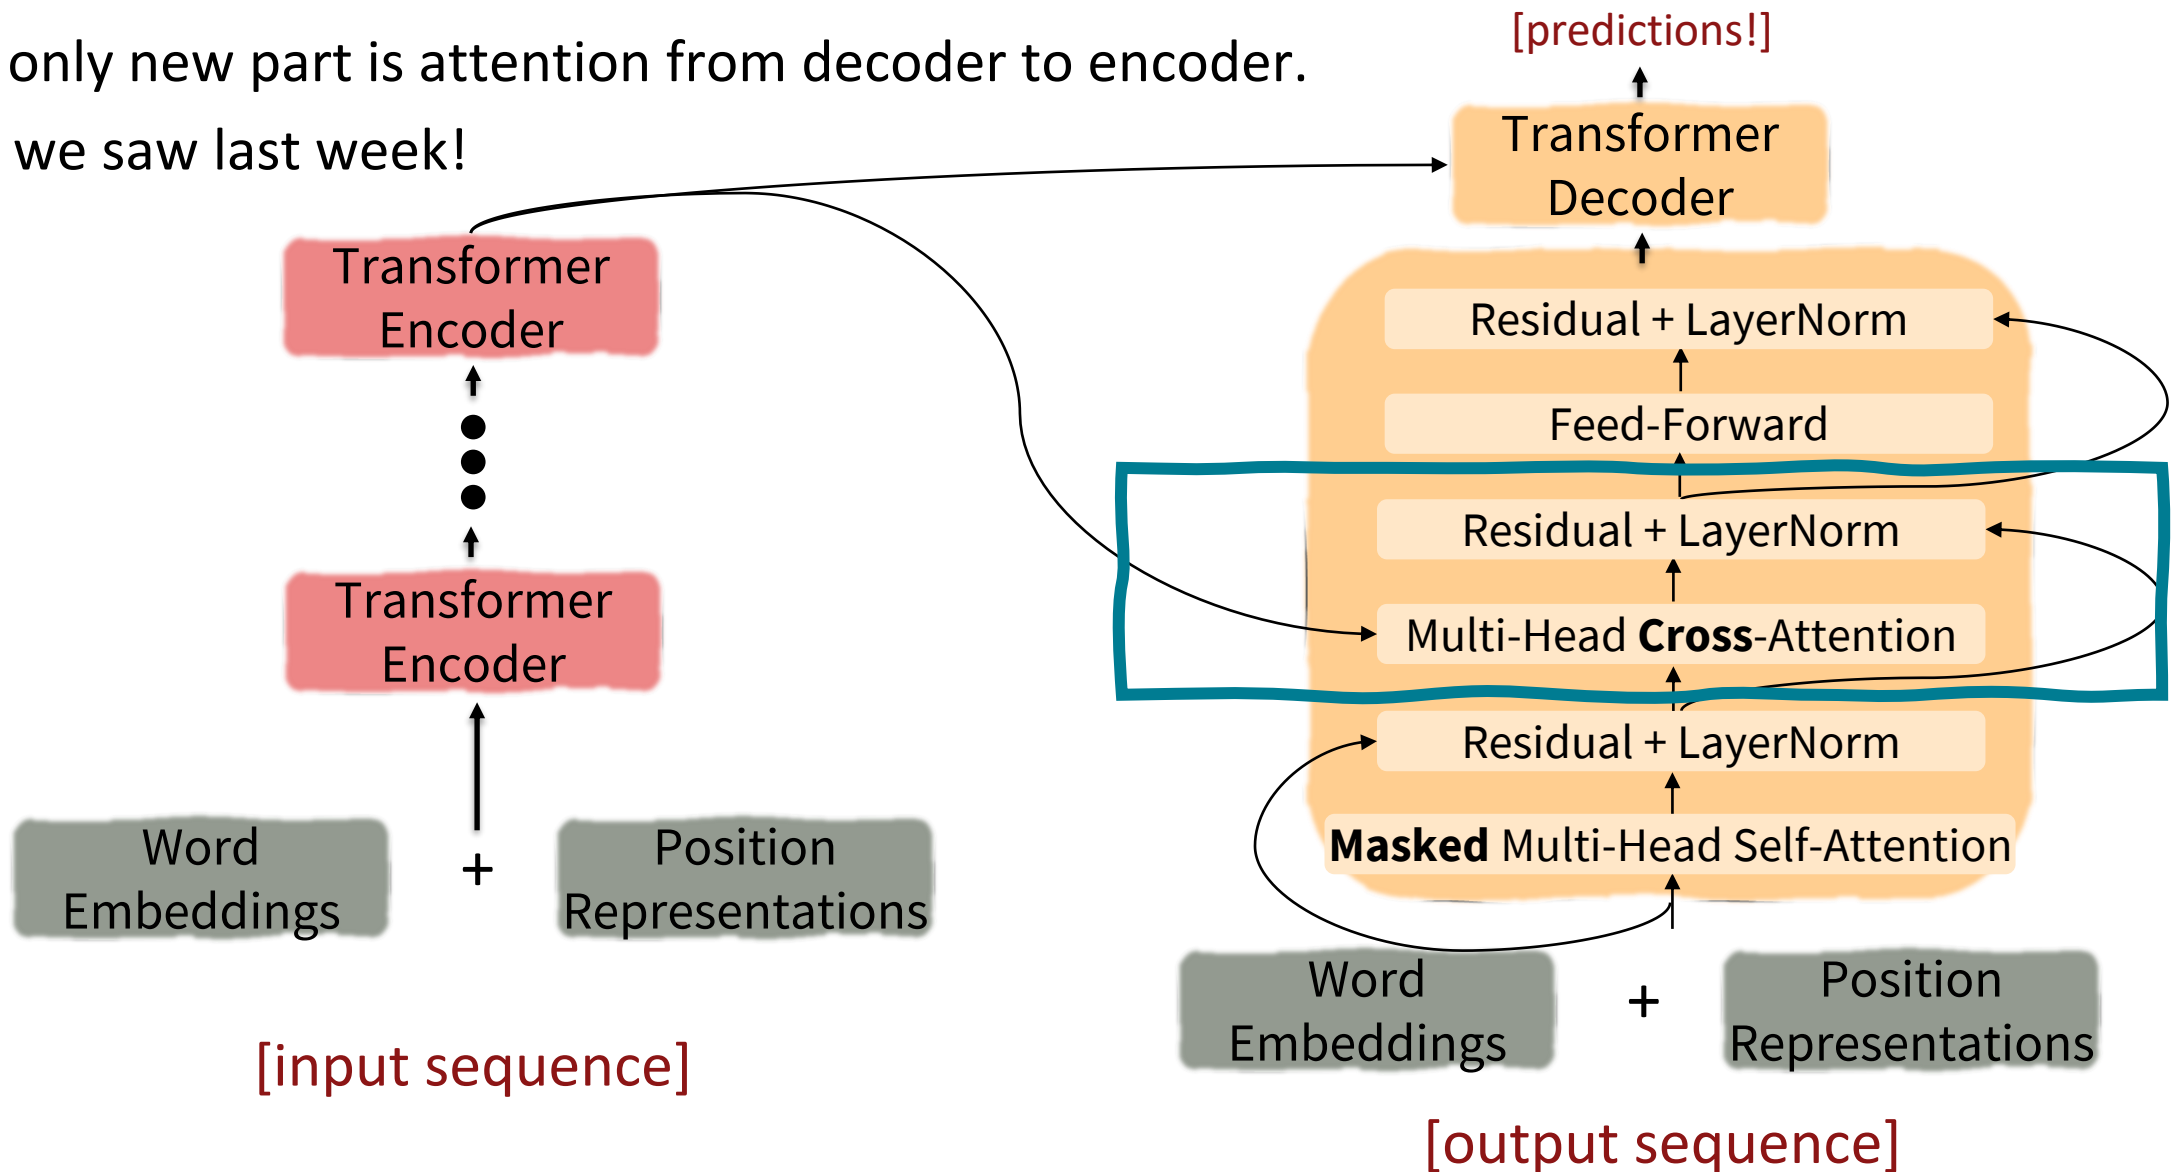 only new part is attention from decoder to encoder.
we saw last week!
[predictions!]
Transformer
Decoder
Transformer
Encoder
Transformer
Encoder
Word
Embeddings
+
Position
Representations
[input sequence]
Residual + LayerNorm
Feed-Forward
Residual + LayerNorm
Multi-Head Cross-Attention
Residual + LayerNorm
Masked Multi-Head Self-Attention
Word
Embeddings
+
Position
Representations
[output sequence]